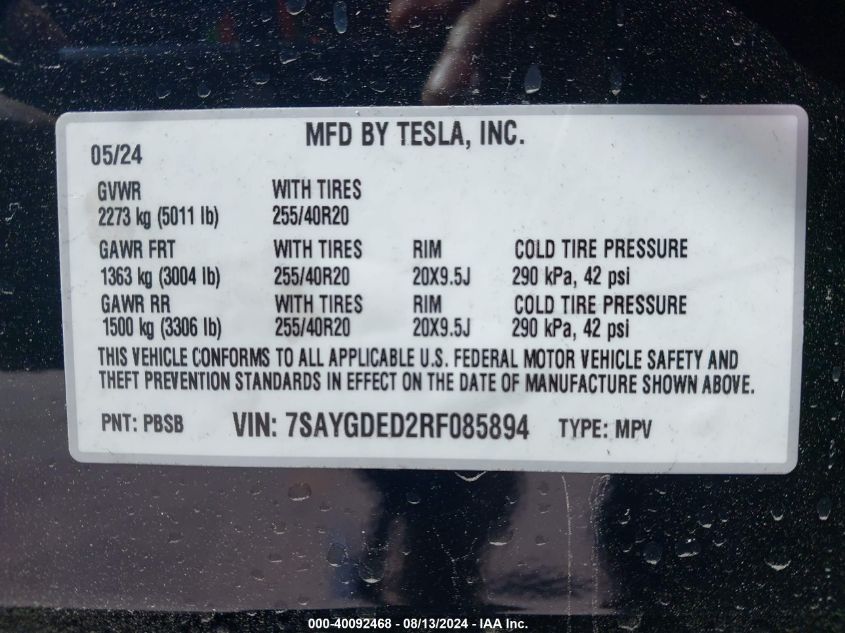 MFD BY TESLA, INC.
05/24
GVWR WITH TIRES
2273 kg (5011 lb) 255/40R20
GAWR FRT WITH TIRES RIM COLD TIRE PRESSURE
1363 kg (3004 lb) 255/40R20 20X9.5J 290 kPa, 42 psi
GAWR RR WITH TIRES RIM COLD TIRE PRESSURE
1500 kg (3306 lb) 255/40R20 20X9.5J 290 kPa, 42 psi
THIS VEHICLE CONFORMS TO ALL APPLICABLE U.S. FEDERAL MOTOR VEHICLE SAFETY AND
THEFT PREVENTION STANDARDS IN EFFECT ON THE DATE OF MANUFACTURE SHOWN ABOVE.
PNT: PBSB VIN: 7SAYGDED2RF085894 TYPE: MPV
000-40092468 - 08/13/2024 - IAA Inc.